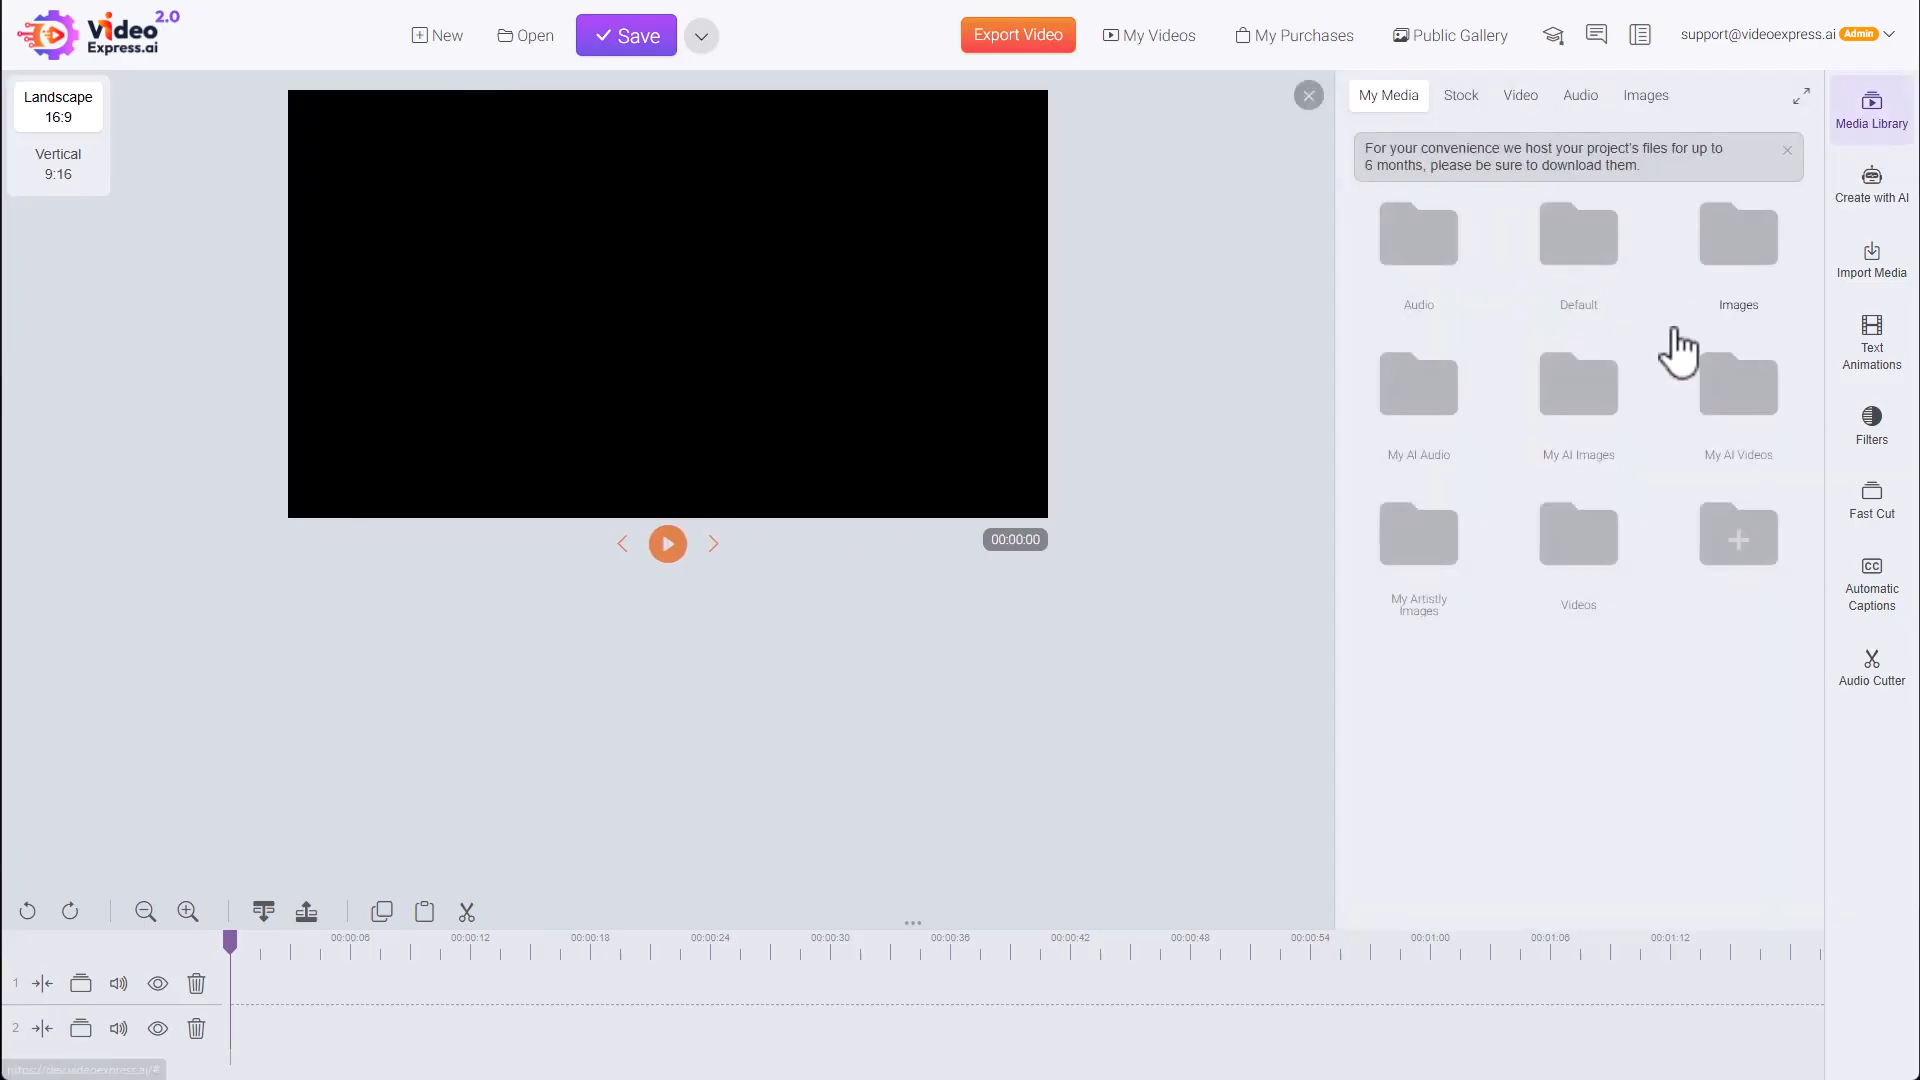 Video 2.0
Express.ai
New
Open
Save
Export Video
My Videos
My Purchases
Public Gallery
support@videoexpress.ai
Admin
Landscape
16:9
Vertical
9:16
00:00:00
My Media
Stock
Video
Audio
Images
For your convenience we host your project's files for up to
6 months, please be sure to download them.
Audio
Default
Images
My AI Audio
My AI Images
My AI Videos
My Artistly
Images
Videos
Media Library
Create with AI
Import Media
Text
Animations
Filters
Fast Cut
CC
Automatic
Captions
Audio Cutter
00:00:06
00:00:12
00:00:18
00:00:24
00:00:30
00:00:36
00:00:42
00:00:48
00:00:54
00:01:00
00:01:06
00:01:12
1
2